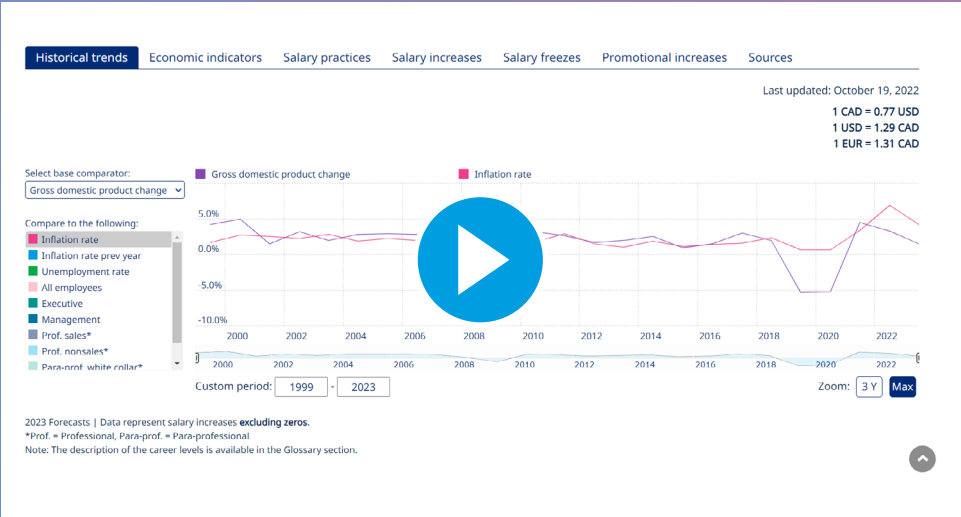 Historical trends Economic indicators Salary practices Salary increases Salary freezes Promotional increases Sources
Last updated: October 19, 2022
1 CAD = 0.77 USD
1 USD = 1.29 CAD
1 EUR = 1.31 CAD
Select base comparator:
Gross domestic product change
Compare to the following:
Inflation rate
Inflation rate prev year
Unemployment rate
All employees
Executive
Management
Prof. sales*
Prof. nonsales*
Para-prof. white collar*
Gross domestic product change Inflation rate
5.0%
0.0%
-5.0%
-10.0%
2000 2002 2004 2006 2008 2010 2012 2014 2016 2018 2020 2022
2000 2002 2004 2006 2008 2010 2012 2014 2016 2018 2020 2022
Custom period: 1999 - 2023 Zoom: 3 Y Max
2023 Forecasts | Data represent salary increases excluding zeros.
*Prof. = Professional, Para-prof. = Para-professional
Note: The description of the career levels is available in the Glossary section.